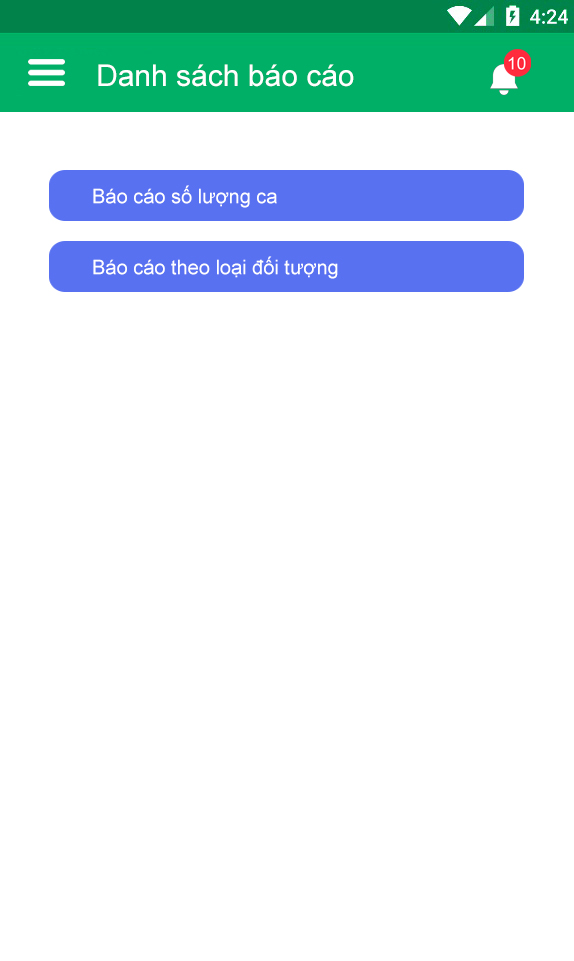 4:24
Danh sách báo cáo
10
Báo cáo số lượng ca
Báo cáo theo loại đối tượng